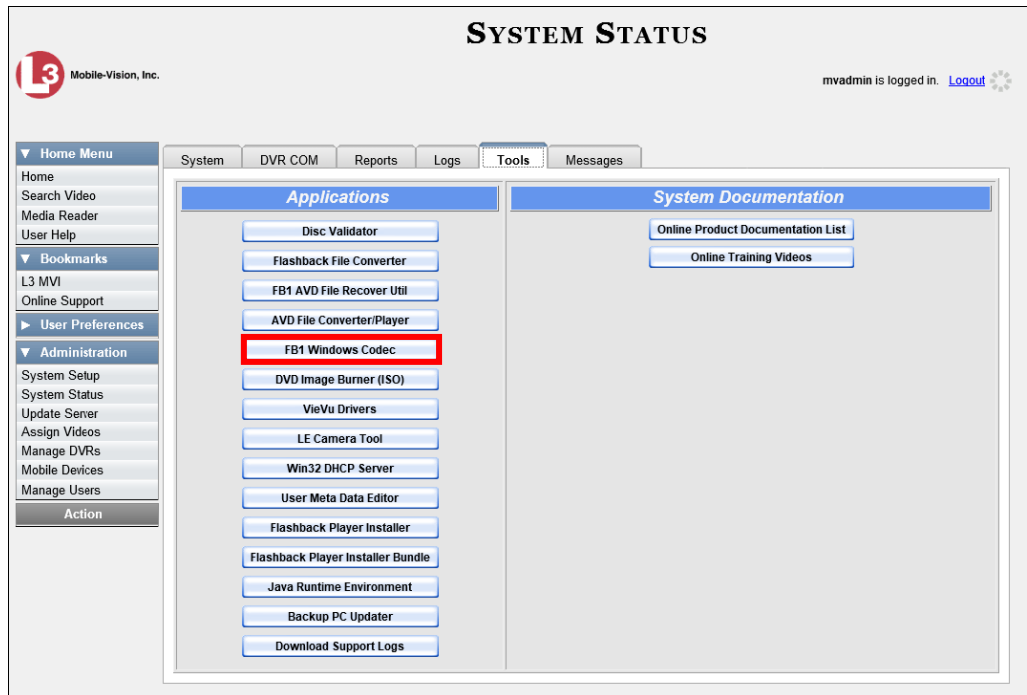 SYSTEM STATUS
L3 Mobile-Vision, Inc.
mvadmin is logged in. Logout
▼ Home Menu
Home
Search Video
Media Reader
User Help
▼ Bookmarks
L3 MVI
Online Support
► User Preferences
▼ Administration
System Setup
System Status
Update Server
Assign Videos
Manage DVRs
Mobile Devices
Manage Users
Action
System
DVR COM
Reports
Logs
Tools
Messages
Applications
Disc Validator
Flashback File Converter
FB1 AVD File Recover Util
AVD File Converter/Player
FB1 Windows Codec
DVD Image Burner (ISO)
VieVu Drivers
LE Camera Tool
Win32 DHCP Server
User Meta Data Editor
Flashback Player Installer
Flashback Player Installer Bundle
Java Runtime Environment
Backup PC Updater
Download Support Logs
System Documentation
Online Product Documentation List
Online Training Videos